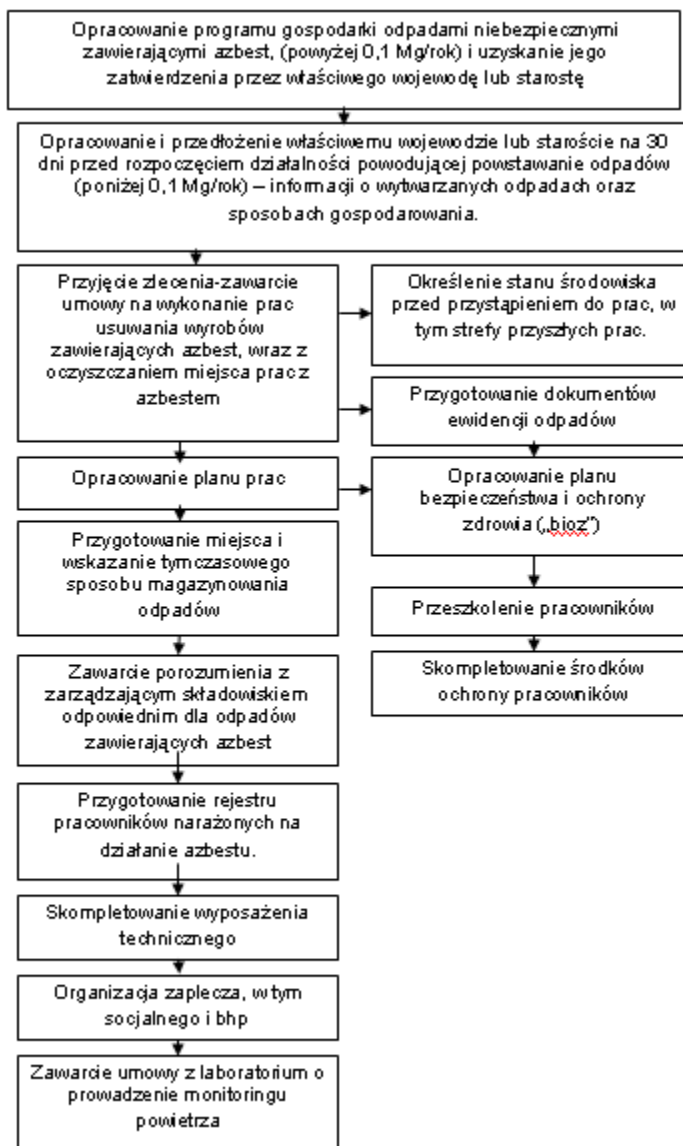 Opracowanie programu gospodarki odpadami niebezpiecznymi
zawierającymi azbest, (powyżej 0,1 Mg/rok) i uzyskanie jego
zatwierdzenia przez właściwego wojewodę lub starostę
Opracowanie i przedłożenie właściwemu wojewodzie lub staroście na 30
dni przed rozpoczęciem działalności powodującej powstawanie odpadów
(poniżej 0,1 Mg/rok) – informacji o wytwarzanych odpadach oraz
sposobach gospodarowania.
Przyjęcie zlecenia-zawarcie
umowy na wykonanie prac
usuwania wyrobów
zawierających azbest, wraz z
oczyszczaniem miejsca prac z
azbestem
Określenie stanu środowiska
przed przystąpieniem do prac, w
tym strefy przyszłych prac.
Przygotowanie dokumentów
ewidencji odpadów
Opracowanie planu prac
Opracowanie planu
bezpieczeństwa i ochrony
zdrowia („bioz”)
Przygotowanie miejsca i
wskazanie tymczasowego
sposobu magazynowania
odpadów
Przeszkolenie pracowników
Zawarcie porozumienia z
zarządzającym składowiskiem
odpowiednim dla odpadów
zawierających azbest
Skompletowanie środków
ochrony pracowników
Przygotowanie rejestru
pracowników narażonych na
działanie azbestu.
Skompletowanie wyposażenia
technicznego
Organizacja zaplecza, w tym
socjalnego i bhp
Zawarcie umowy z laboratorium o
prowadzenie monitoringu
powietrza